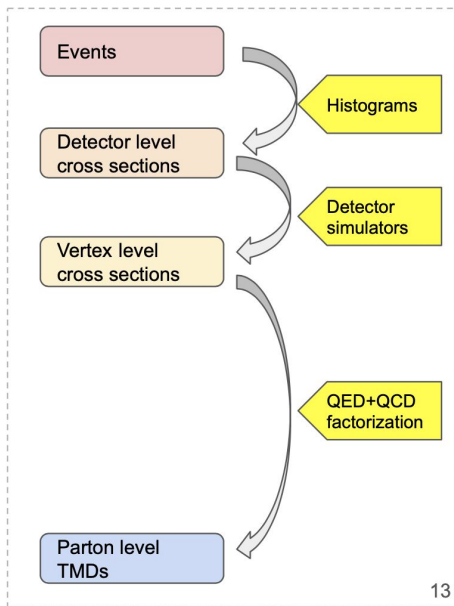 Events
Histograms
Detector level
cross sections
Detector
simulators
Vertex level
cross sections
QED+QCD
factorization
Parton level
TMDs
13